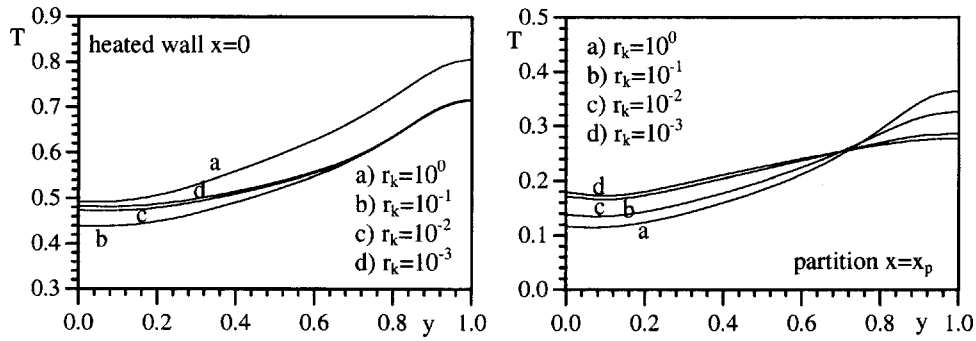 0.9
T
0.8
0.7
0.6
0.5
0.4
0.3
heated wall x=0
a
d
c
b
a) r_k=10^0
b) r_k=10^-1
c) r_k=10^-2
d) r_k=10^-3
0.0 0.2 0.4 0.6 0.8 y 1.0
0.5
T
0.4
0.3
0.2
0.1
0.0
a) r_k=10^0
b) r_k=10^-1
c) r_k=10^-2
d) r_k=10^-3
d
c b
a
partition x=x_p
0.0 0.2 0.4 0.6 0.8 y 1.0